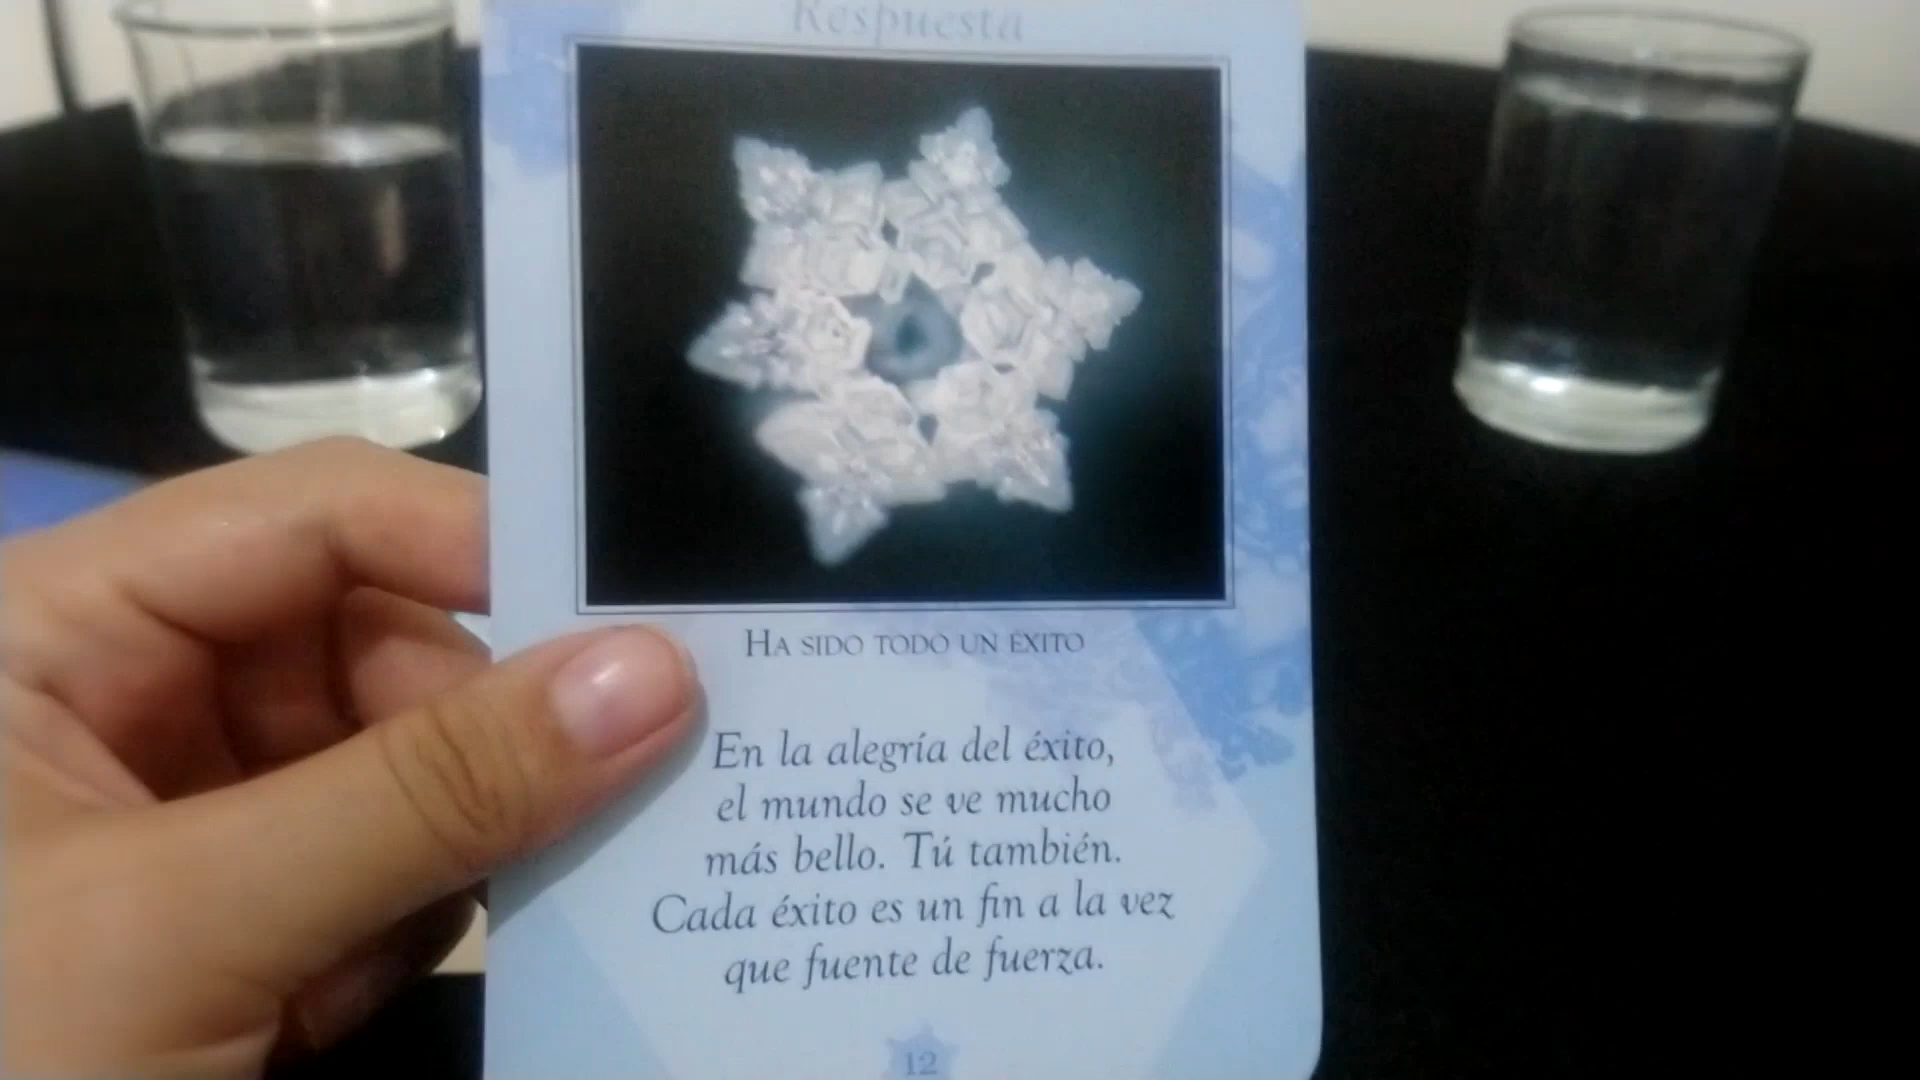 Respuesta
HA SIDO TODO UN ÉXITO
En la alegría del éxito,
el mundo se ve mucho
más bello. Tú también.
Cada éxito es un fin a la vez
que fuente de fuerza.
12